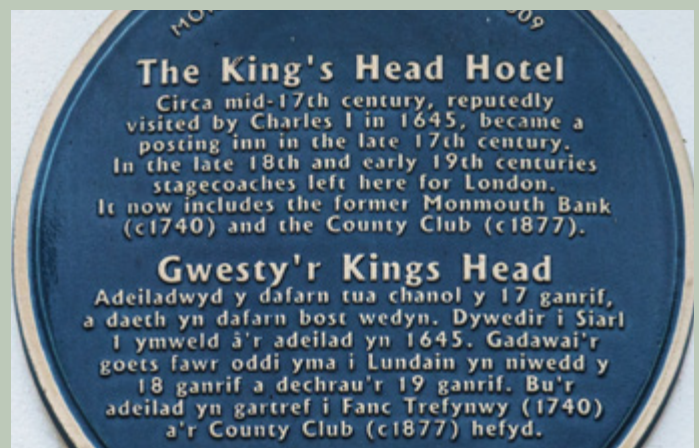 The King's Head Hotel
Circa mid-17th century, reputedly
visited by Charles I in 1645, became a
posting inn in the late 17th century.
In the late 18th and early 19th centuries
stagecoaches left here for London.
It now includes the former Monmouth Bank
(c1740) and the County Club (c1877).
Gwesty'r Kings Head
Adeiladwyd y dafarn tua chanol y 17 ganrif,
a daeth yn dafarn bost wedyn. Dywedir i Siarl
I ymweld â'r adeilad yn 1645. Gadawai'r
goets fawr oddi yma i Lundain yn niwedd y
18 ganrif a dechrau'r 19 ganrif. Bu'r
adeilad yn gartref i Fanc Trefynwy (1740)
a'r County Club (c1877) hefyd.